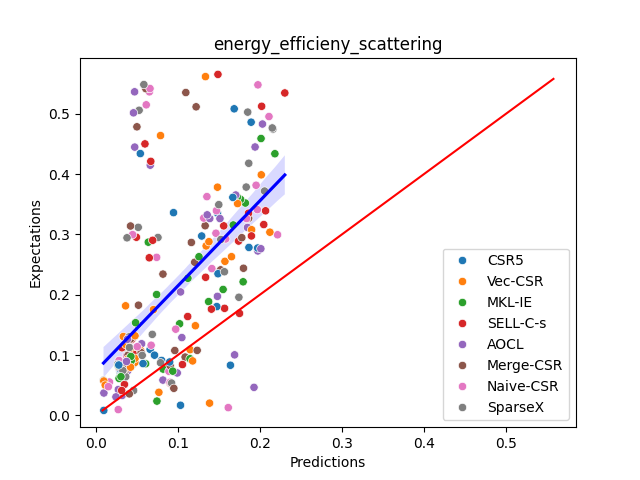 energy_efficieny_scattering
Expectations
0.5
0.4
0.3
0.2
0.1
0.0
CSR5
Vec-CSR
MKL-IE
SELL-C-s
AOCL
Merge-CSR
Naive-CSR
SparseX
0.0 0.1 0.2 0.3 0.4 0.5
Predictions